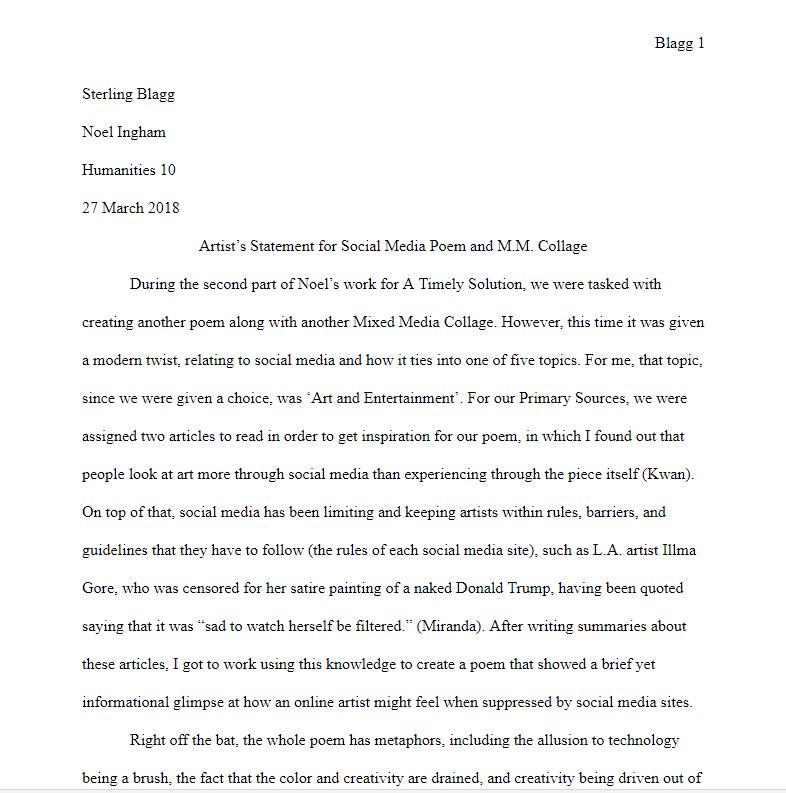 Blagg 1
Sterling Blagg
Noel Ingham
Humanities 10
27 March 2018
Artist’s Statement for Social Media Poem and M.M. Collage
During the second part of Noel’s work for A Timely Solution, we were tasked with
creating another poem along with another Mixed Media Collage. However, this time it was given
a modern twist, relating to social media and how it ties into one of five topics. For me, that topic,
since we were given a choice, was ‘Art and Entertainment’. For our Primary Sources, we were
assigned two articles to read in order to get inspiration for our poem, in which I found out that
people look at art more through social media than experiencing through the piece itself (Kwan).
On top of that, social media has been limiting and keeping artists within rules, barriers, and
guidelines that they have to follow (the rules of each social media site), such as L.A. artist Illma
Gore, who was censored for her satire painting of a naked Donald Trump, having been quoted
saying that it was “sad to watch herself be filtered.” (Miranda). After writing summaries about
these articles, I got to work using this knowledge to create a poem that showed a brief yet
informational glimpse at how an online artist might feel when suppressed by social media sites.
Right off the bat, the whole poem has metaphors, including the allusion to technology
being a brush, the fact that the color and creativity are drained, and creativity being driven out of